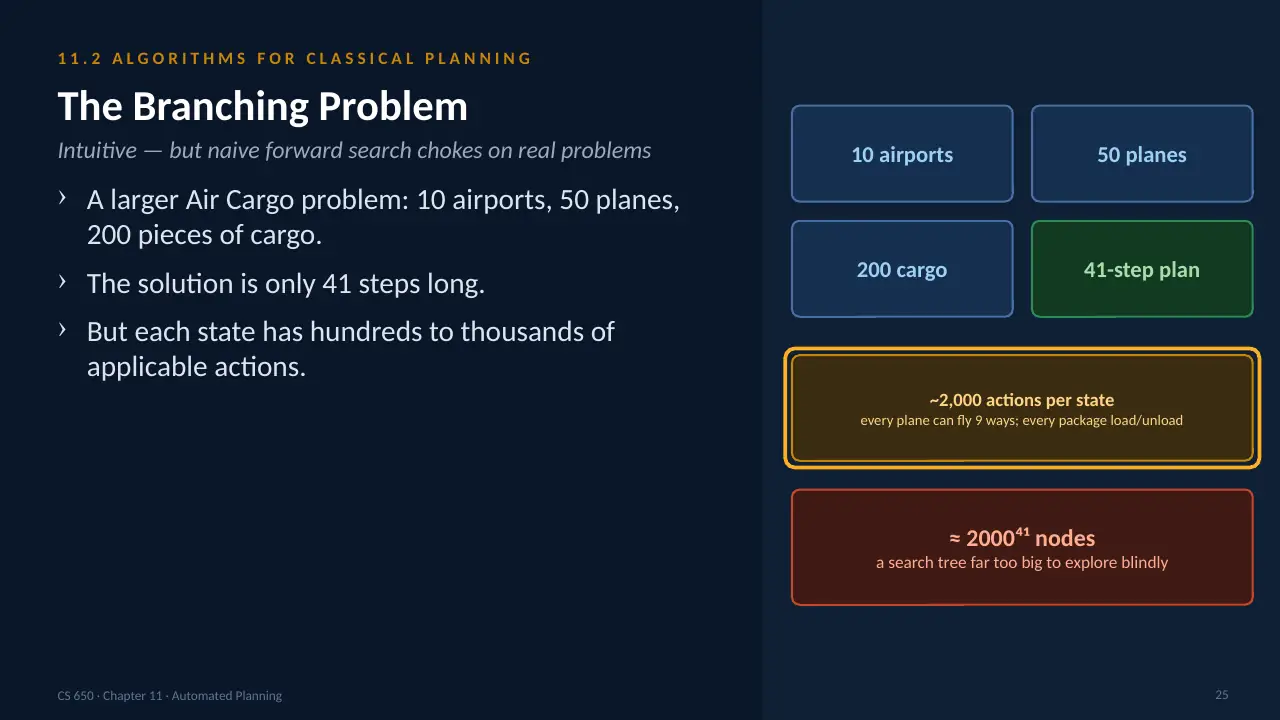 11.2 ALGORITHMS FOR CLASSICAL PLANNING
The Branching Problem
Intuitive — but naive forward search chokes on real problems
› A larger Air Cargo problem: 10 airports, 50 planes,
200 pieces of cargo.
› The solution is only 41 steps long.
› But each state has hundreds to thousands of
applicable actions.
10 airports
50 planes
200 cargo
41-step plan
~2,000 actions per state
every plane can fly 9 ways; every package load/unload
≈ 2000⁴¹ nodes
a search tree far too big to explore blindly
CS 650 · Chapter 11 · Automated Planning
25